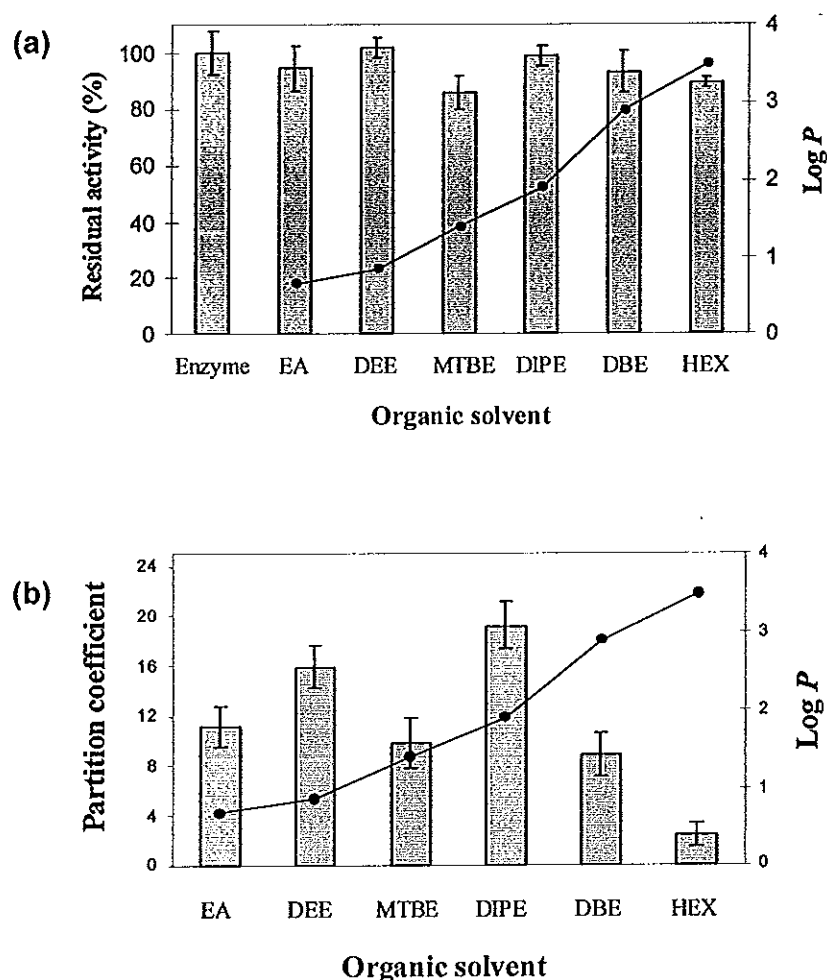 (a)
Residual activity (%)
100
80
60
40
20
0
4
3
2
1
0
Log P
Enzyme EA DEE MTBE DIPE DBE HEX
Organic solvent
(b)
Partition coefficient
24
20
16
12
8
4
0
4
3
2
1
0
Log P
EA DEE MTBE DIPE DBE HEX
Organic solvent